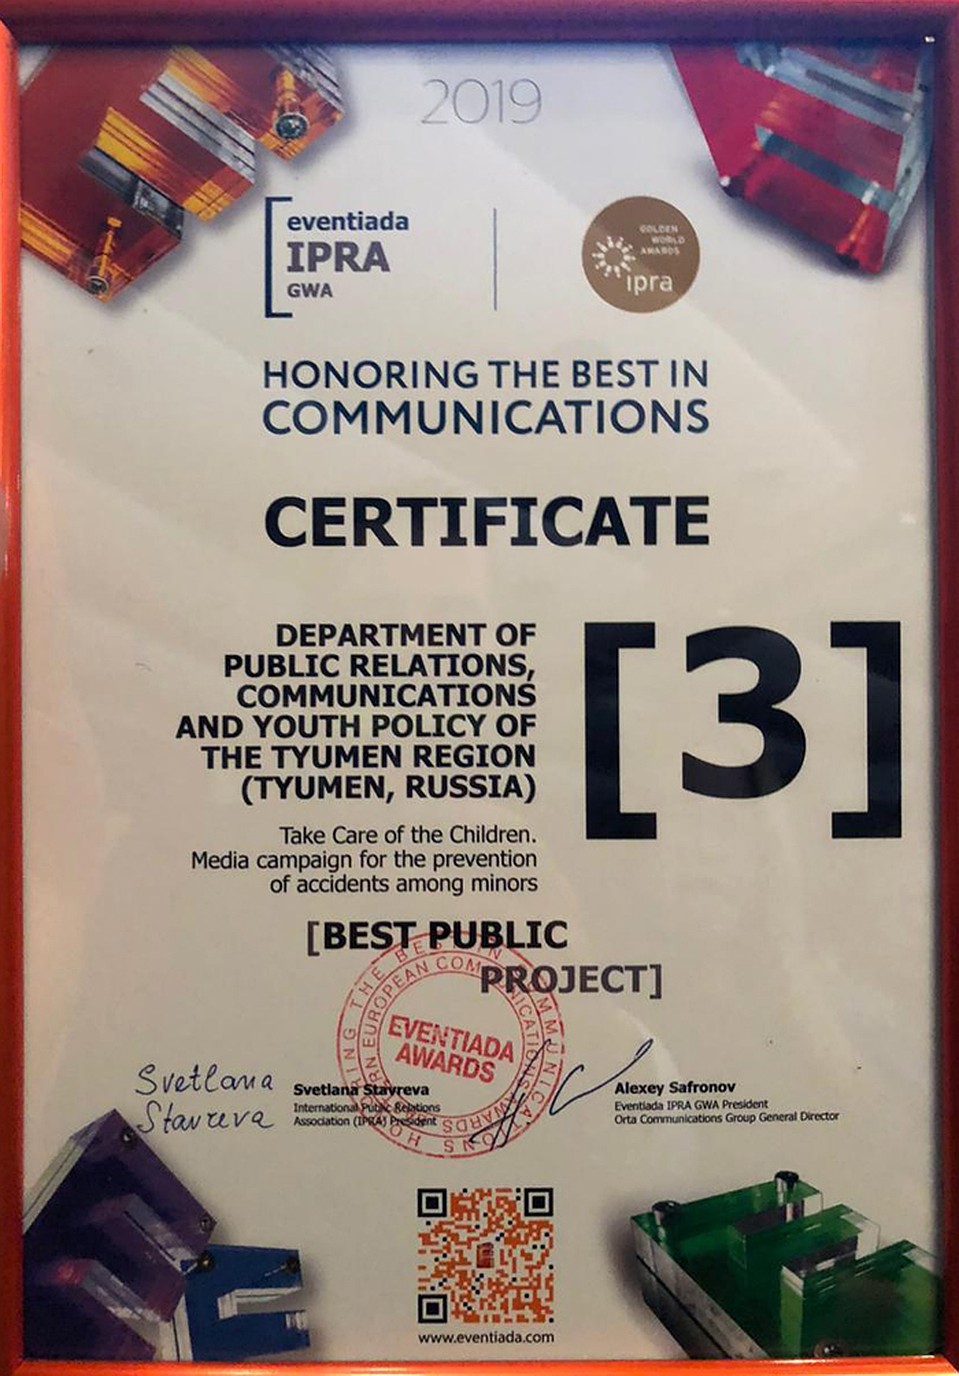 2019
eventiada
IPRA
GWA
GOLDEN
WORLD
AWARDS
ipra
HONORING THE BEST IN
COMMUNICATIONS
CERTIFICATE
DEPARTMENT OF
PUBLIC RELATIONS,
COMMUNICATIONS
AND YOUTH POLICY OF
THE TYUMEN REGION
(TYUMEN, RUSSIA)
[3]
Take Care of the Children.
Media campaign for the prevention
of accidents among minors
[BEST PUBLIC
PROJECT]
EVENTIADA
AWARDS
Svetlana
Stavreva
Svetlana Stavreva
International Public Relations
Association (IPRA) President
Alexey Safronov
Eventiada IPRA GWA President
Orta Communications Group General Director
www.eventiada.com